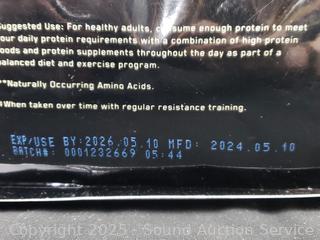 Suggested Use: For healthy adults, consume enough protein to meet
your daily protein requirements with a combination of high protein
foods and protein supplements throughout the day as part of a
balanced diet and exercise program.
**Naturally Occurring Amino Acids.
#When taken over time with regular resistance training.
EXP/USE BY:2026.05.10 MFD: 2024.05.10
BATCH#: 0001232669 05:44
Copyright 2025 - Sound Auction Service